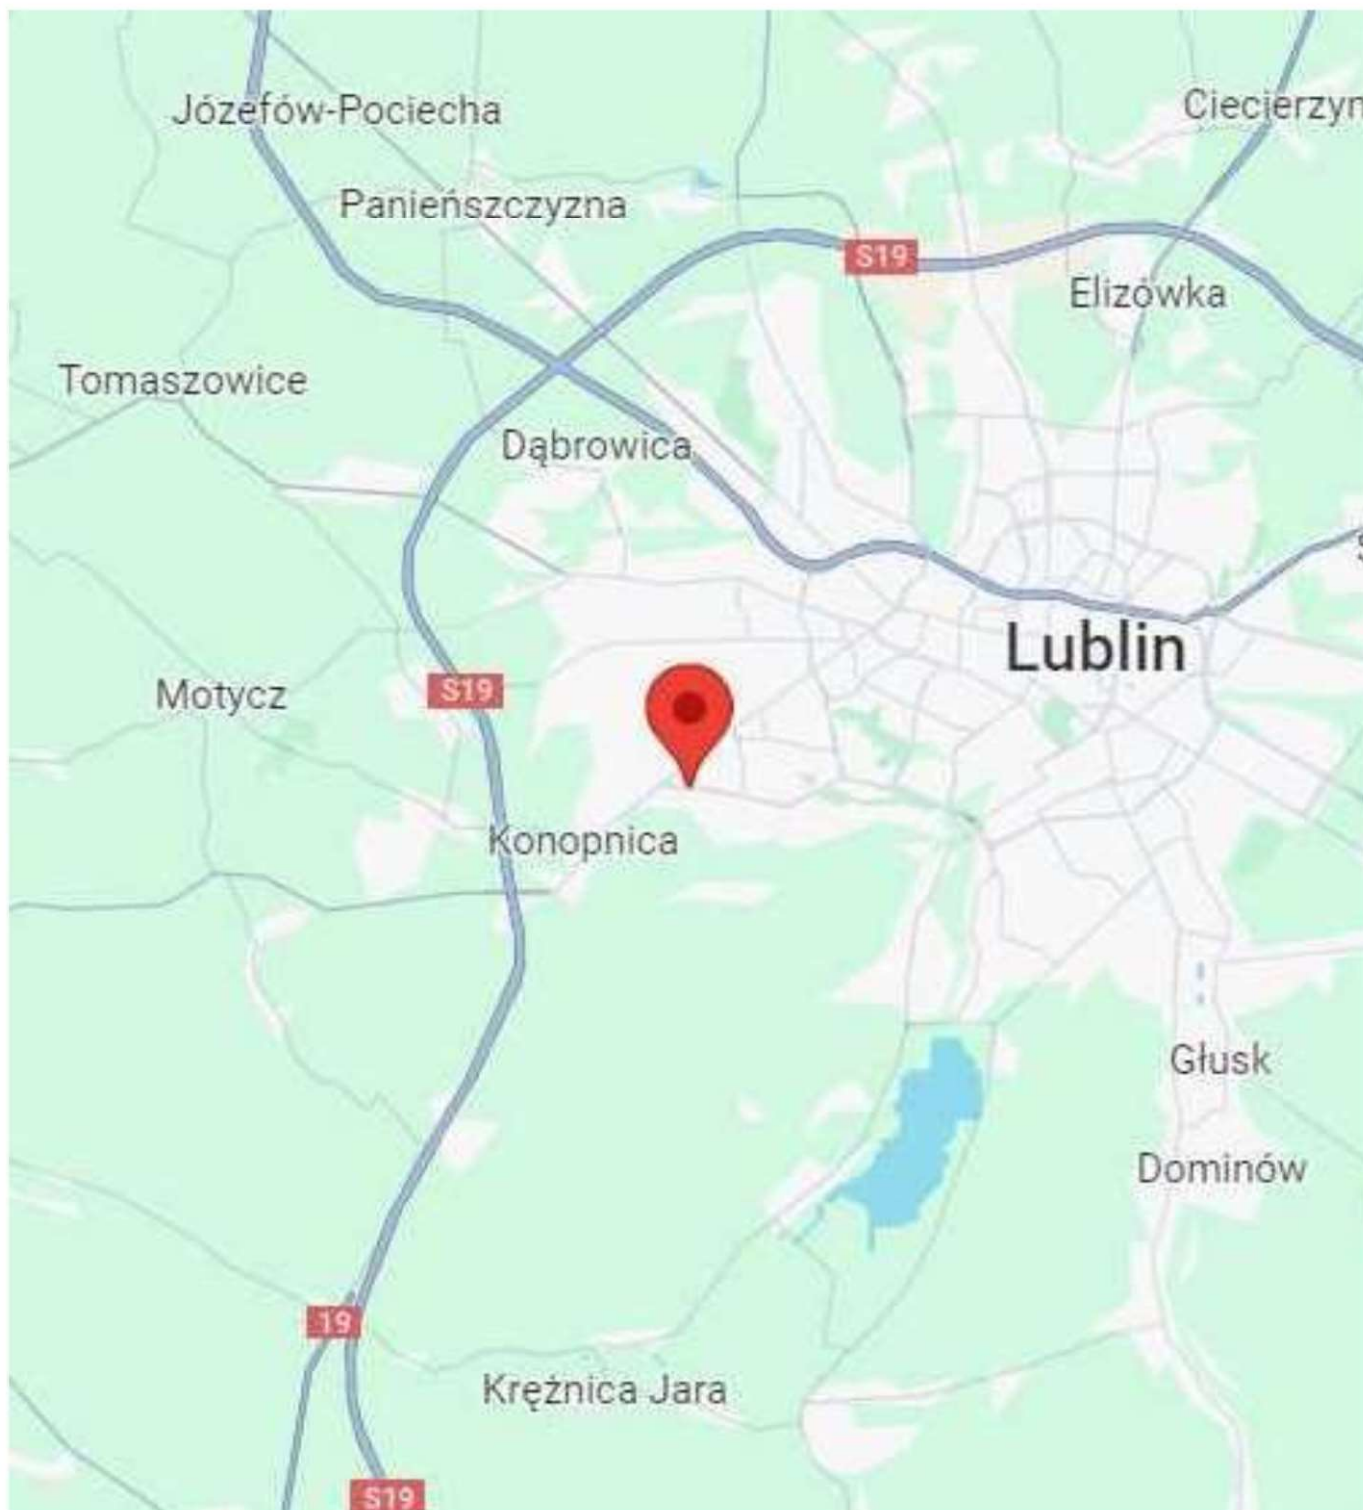 Józefów-Pociecha
Ciecierzyn
Panieńszczyzna
S19
Elizówka
Tomaszowice
Dąbrowica
Lublin
S19
Motycz
Konopnica
Głusk
Dominów
19
Krężnica Jara
S19